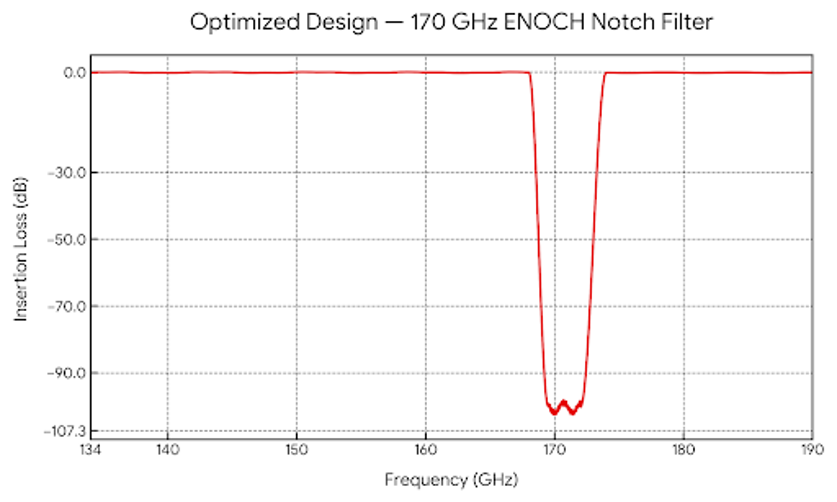 Optimized Design — 170 GHz ENOCH Notch Filter
Insertion Loss (dB)
0.0
−30.0
−50.0
−70.0
−90.0
−107.3
134 140 150 160 170 180 190
Frequency (GHz)